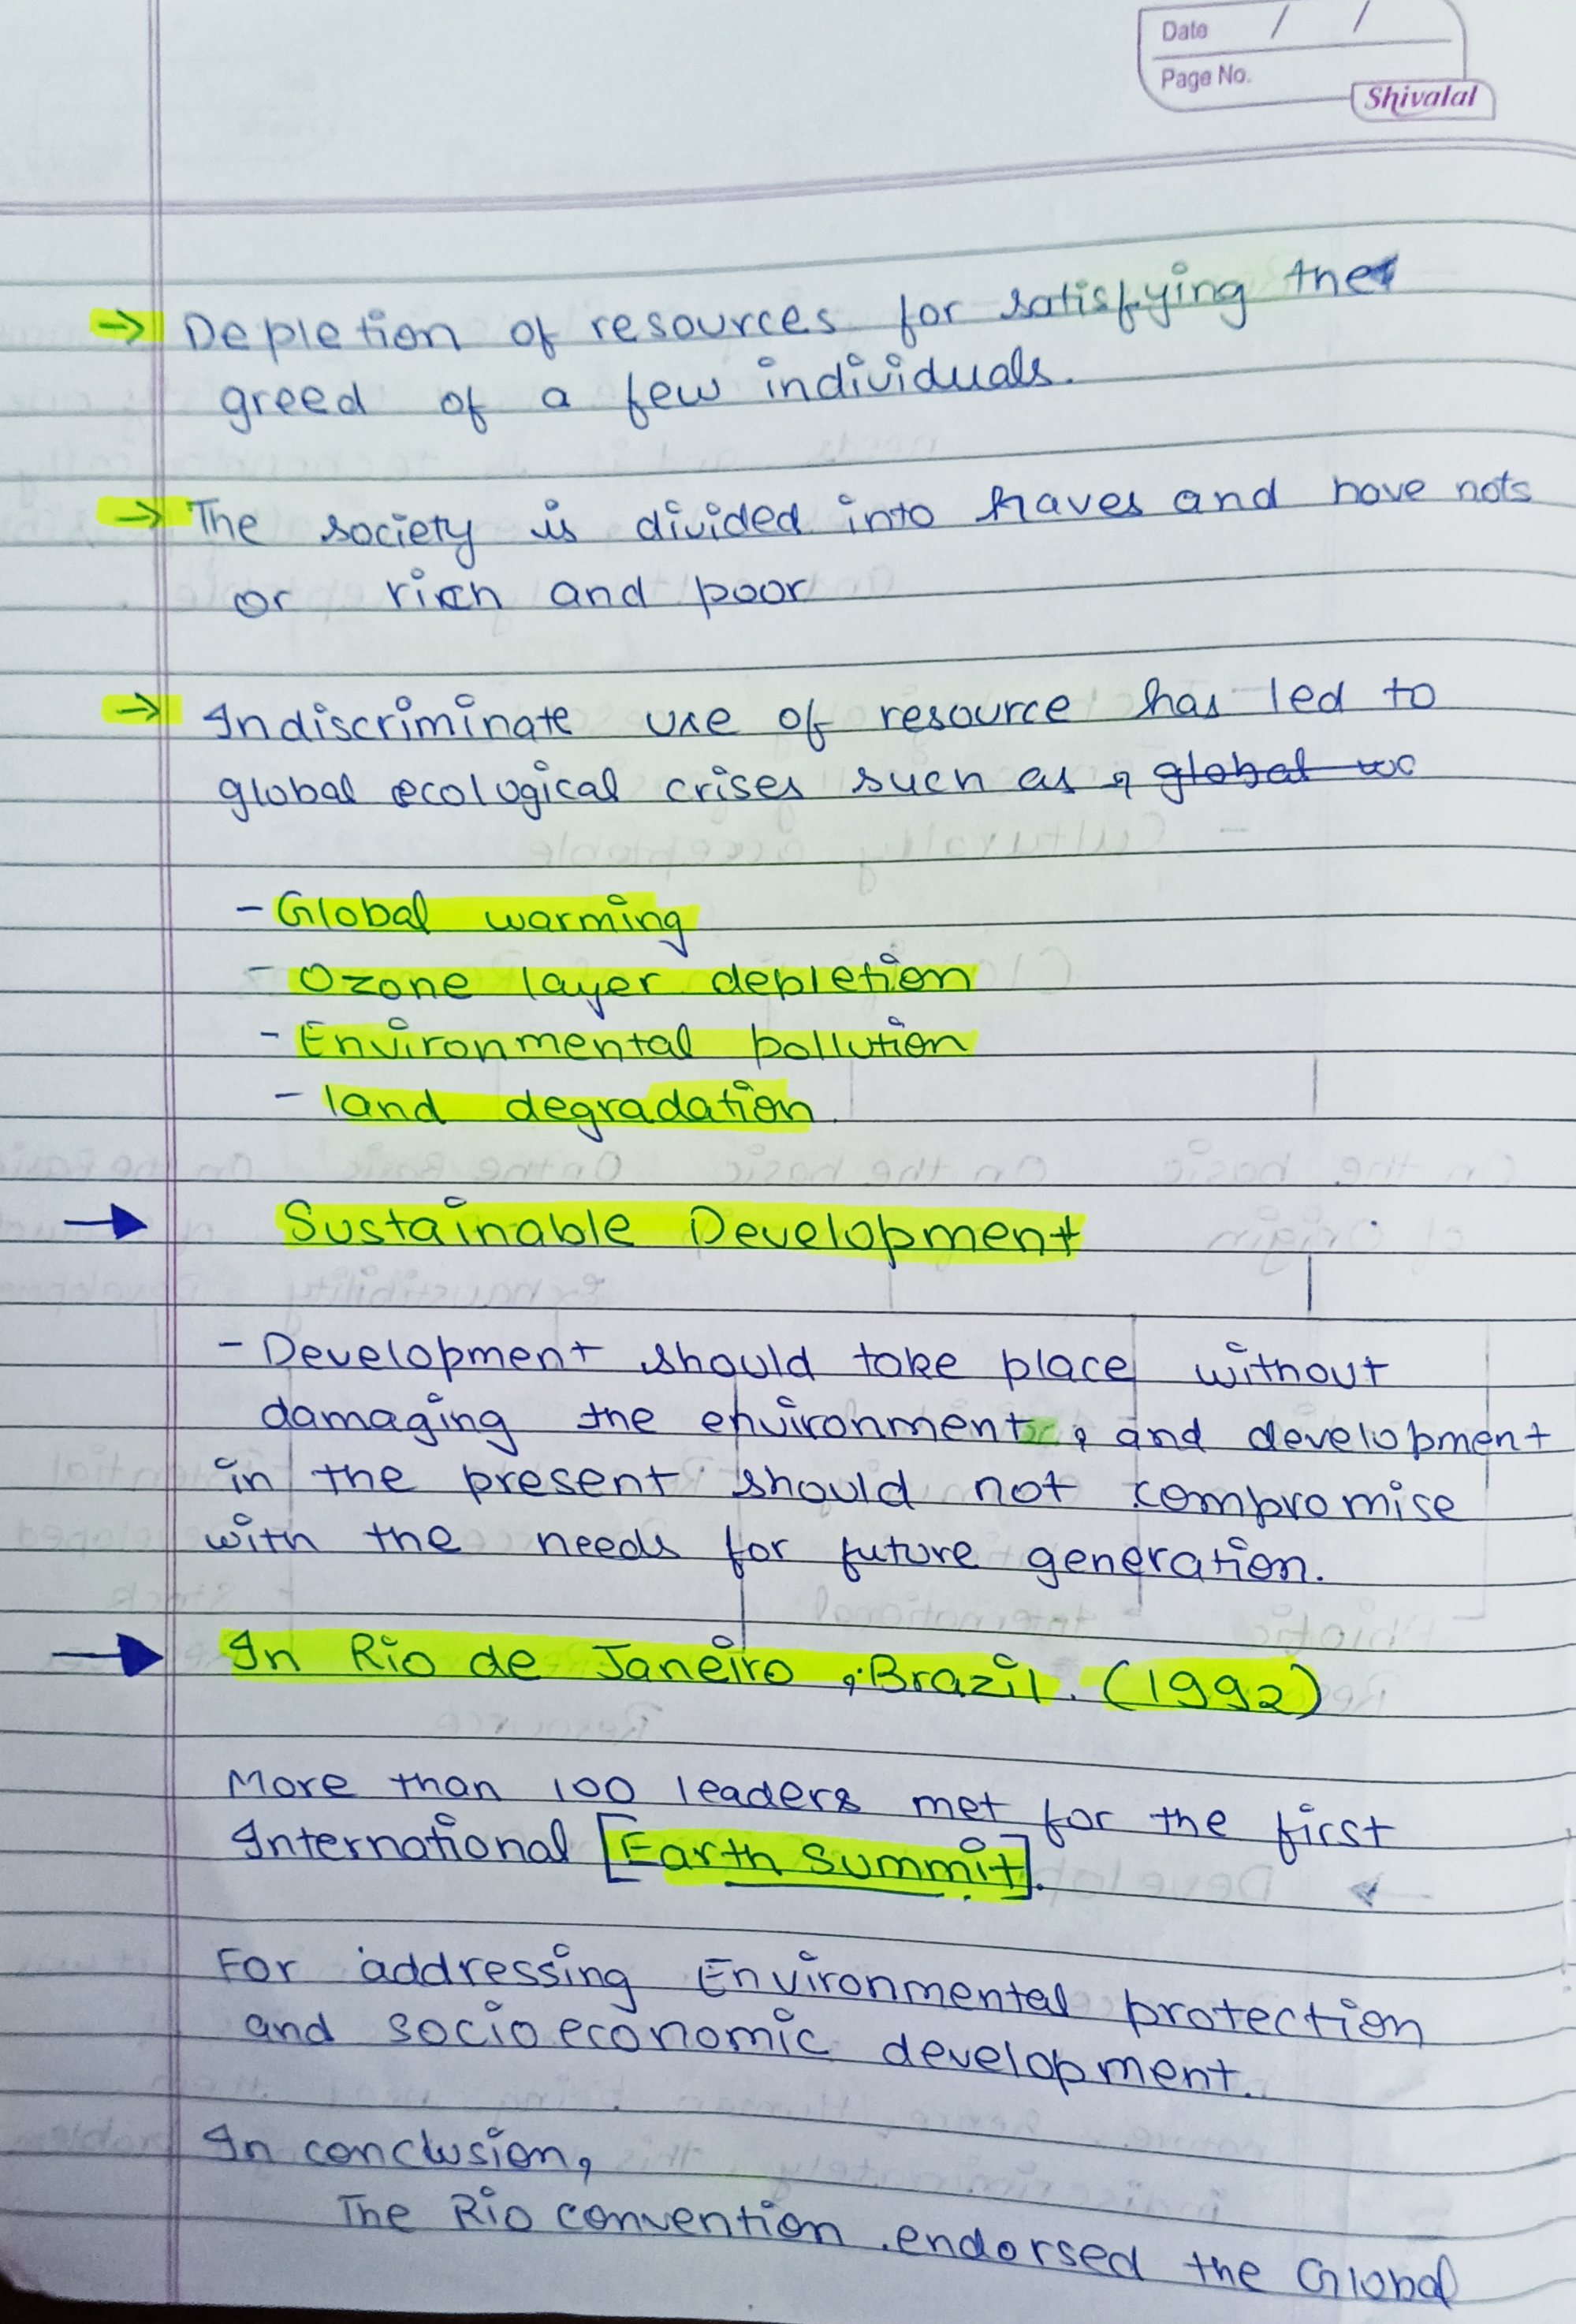 Date / /
Page No.
Shivalal
→ Depletion of resources for satisfying the
greed of a few individuals.
→ The society is divided into haves and have nots
or rich and poor
→ Indiscriminate use of resource has led to
global ecological crises such as, global wa
- Global warming
- Ozone layer depletion
- Environmental pollution
- land degradation.
→ Sustainable Development
- Development should take place without
damaging the environment, and development
in the present should not compromise
with the needs for future generation.
→ In Rio de Janeiro, Brazil. (1992)
More than 100 leaders met for the first
International [Earth Summit].
For addressing Environmental protection
and socioeconomic development.
In conclusion,
The Rio convention endorsed the Global